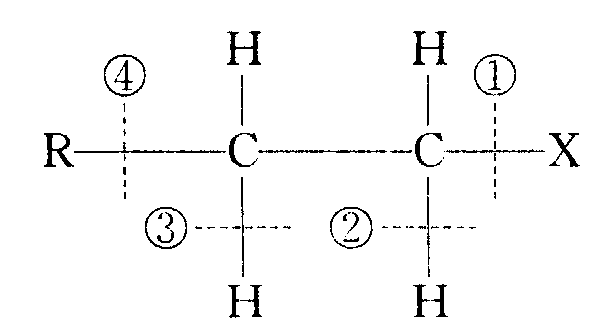 H H
④ ①
R C C X
③ ②
H H